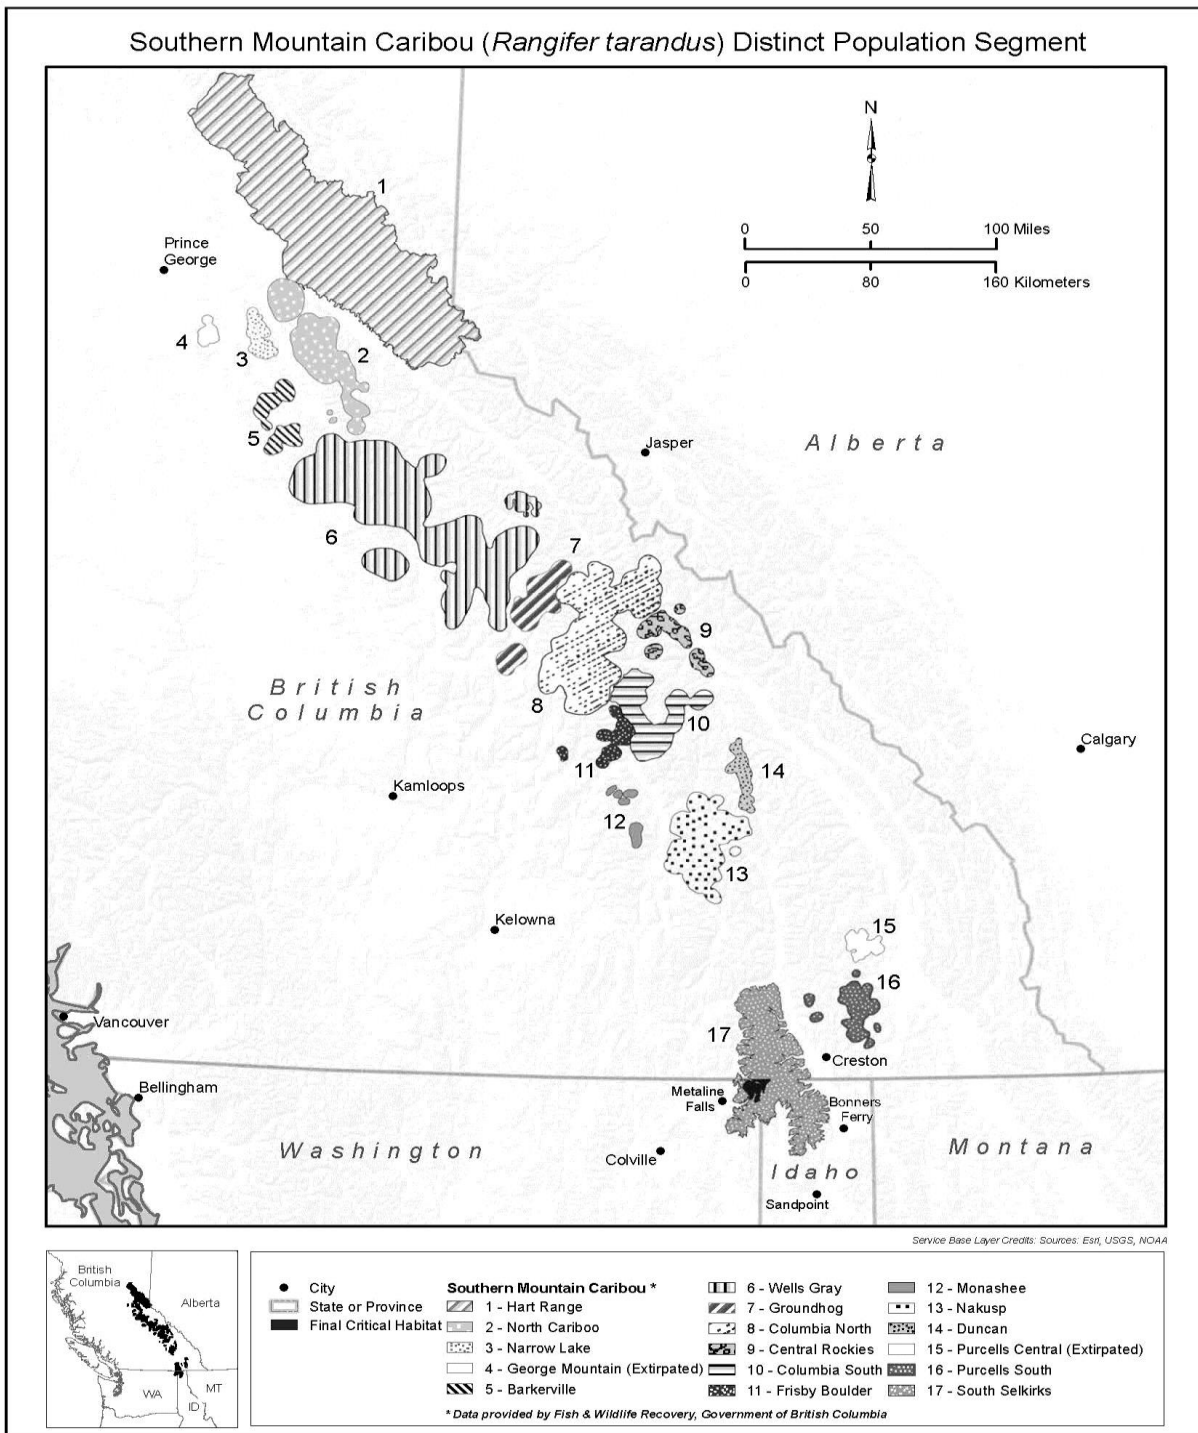 Southern Mountain Caribou (Rangifer tarandus) Distinct Population Segment
N
0 50 100 Miles
0 80 160 Kilometers
1
Prince
George
4
3
2
5
Jasper
Alberta
6
7
9
British
Columbia
8
10
Calgary
11
14
Kamloops
12
13
Kelowna
15
16
Vancouver
17
Creston
Bellingham
Metaline
Falls
Bonners
Ferry
Washington
Montana
Colville
Idaho
Sandpoint
Service Base Layer Credits: Sources: Esri, USGS, NOAA
British
Columbia
Alberta
WA
MT
ID
City
State or Province
Final Critical Habitat
Southern Mountain Caribou *
1 - Hart Range
2 - North Cariboo
3 - Narrow Lake
4 - George Mountain (Extirpated)
5 - Barkerville
6 - Wells Gray
7 - Groundhog
8 - Columbia North
9 - Central Rockies
10 - Columbia South
11 - Frisby Boulder
12 - Monashee
13 - Nakusp
14 - Duncan
15 - Purcells Central (Extirpated)
16 - Purcells South
17 - South Selkirks
* Data provided by Fish & Wildlife Recovery, Government of British Columbia